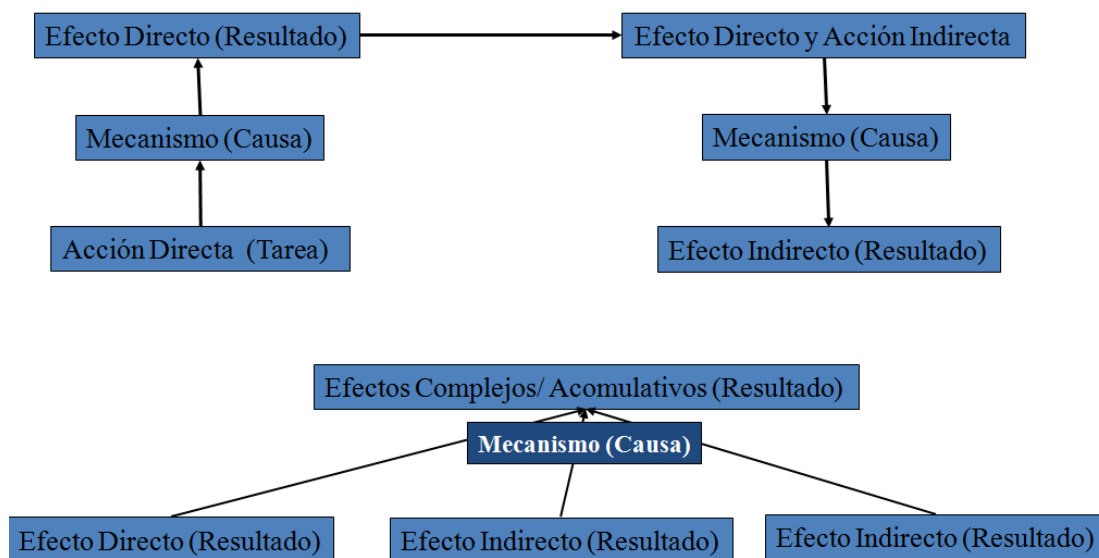 Efecto Directo (Resultado)
Efecto Directo y Acción Indirecta
Mecanismo (Causa)
Mecanismo (Causa)
Acción Directa (Tarea)
Efecto Indirecto (Resultado)
Efectos Complejos/ Acomulativos (Resultado)
Mecanismo (Causa)
Efecto Directo (Resultado)
Efecto Indirecto (Resultado)
Efecto Indirecto (Resultado)